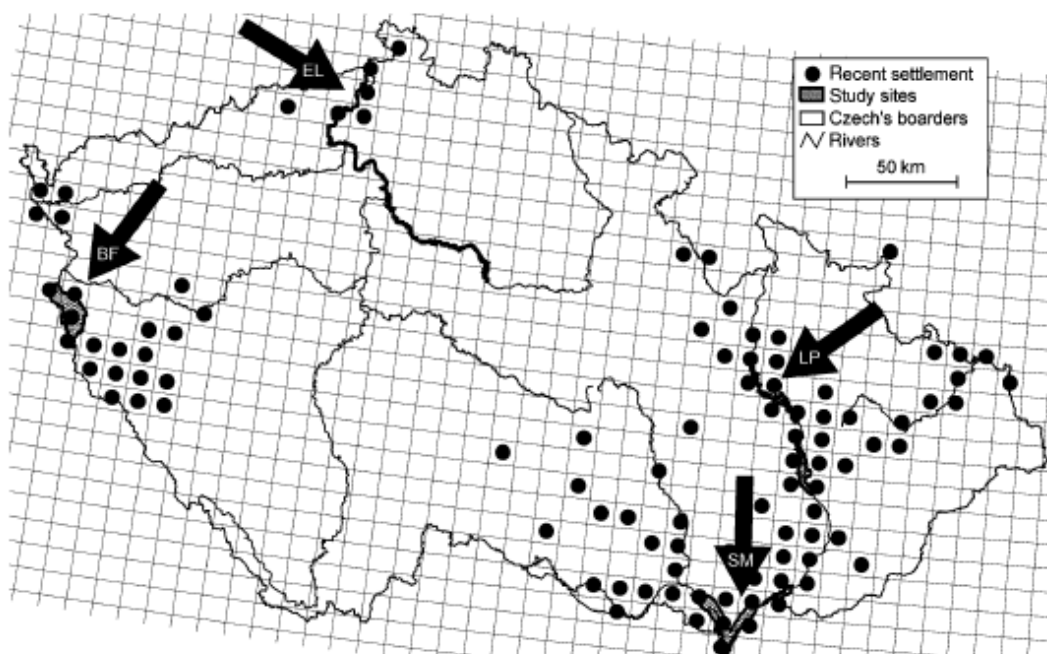 EL
Recent settlement
Study sites
Czech's boarders
Rivers
50 km
BF
LP
SM